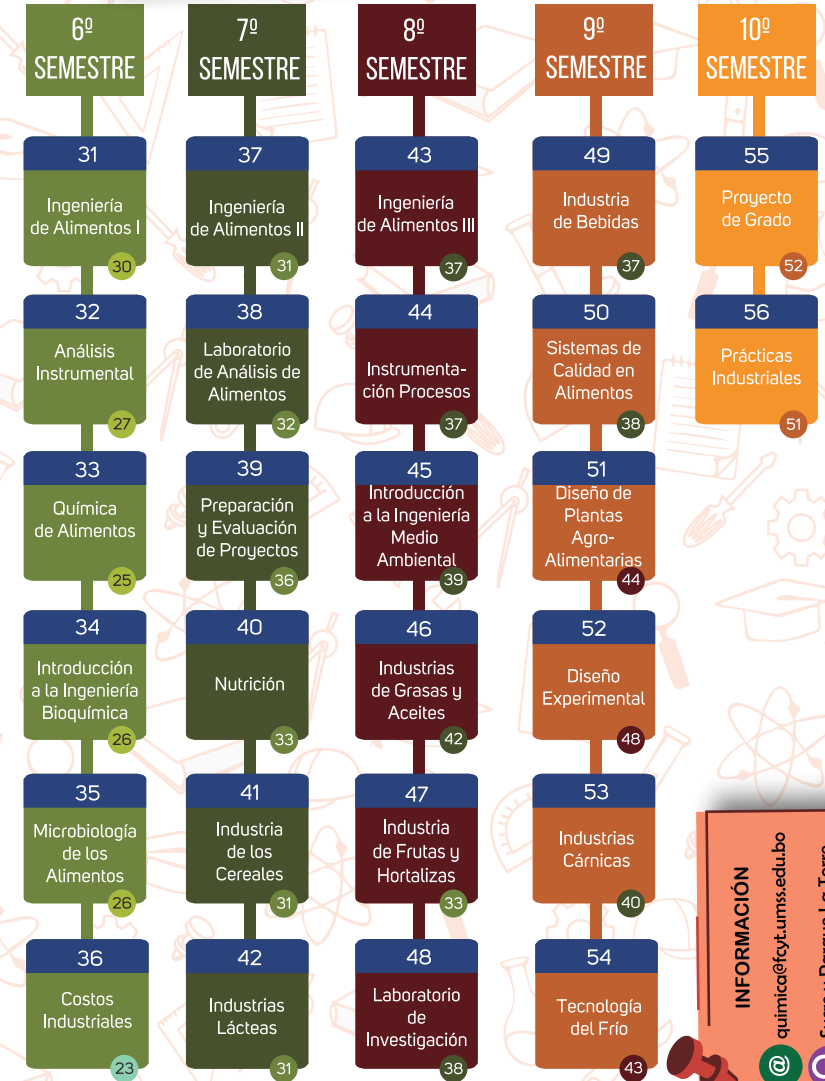 6º
SEMESTRE
31
Ingeniería
de Alimentos I
30
32
Análisis
Instrumental
27
33
Química
de Alimentos
25
34
Introducción
a la Ingeniería
Bioquímica
26
35
Microbiología
de los
Alimentos
26
36
Costos
Industriales
23
7º
SEMESTRE
37
Ingeniería
de Alimentos II
31
38
Laboratorio
de Análisis de
Alimentos
32
39
Preparación
y Evaluación
de Proyectos
36
40
Nutrición
33
41
Industria
de los
Cereales
31
42
Industrias
Lácteas
31
8º
SEMESTRE
43
Ingeniería
de Alimentos III
37
44
Instrumenta-
ción Procesos
37
45
Introducción
a la Ingeniería
Medio
Ambiental
39
46
Industrias
de Grasas y
Aceites
42
47
Industria
de Frutas y
Hortalizas
33
48
Laboratorio
de
Investigación
38
9º
SEMESTRE
49
Industria
de Bebidas
37
50
Sistemas de
Calidad en
Alimentos
38
51
Diseño de
Plantas
Agro-
Alimentarias
44
52
Diseño
Experimental
48
53
Industrias
Cárnicas
40
54
Tecnología
del Frío
43
10º
SEMESTRE
55
Proyecto
de Grado
52
56
Prácticas
Industriales
51
INFORMACIÓN
@ quimica@fcyt.umss.edu.bo
Parque La Torre